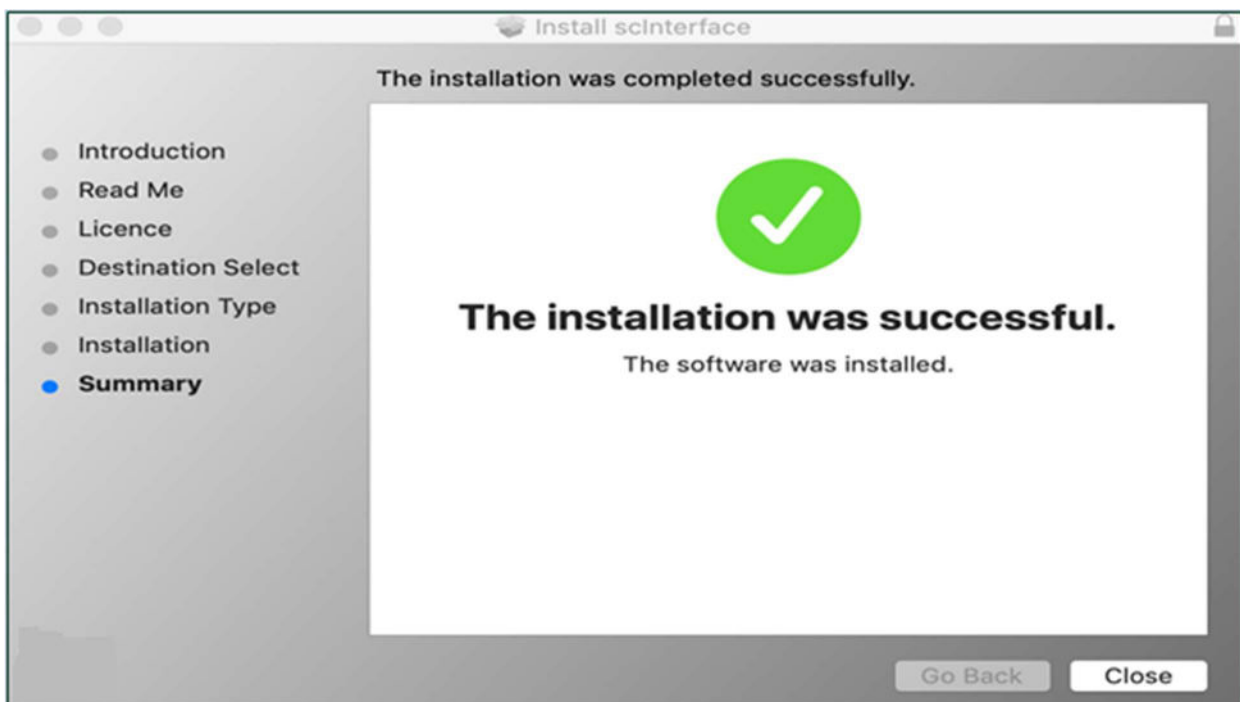 Install scInterface
The installation was completed successfully.
Introduction
Read Me
Licence
Destination Select
Installation Type
Installation
Summary
The installation was successful.
The software was installed.
Go Back
Close